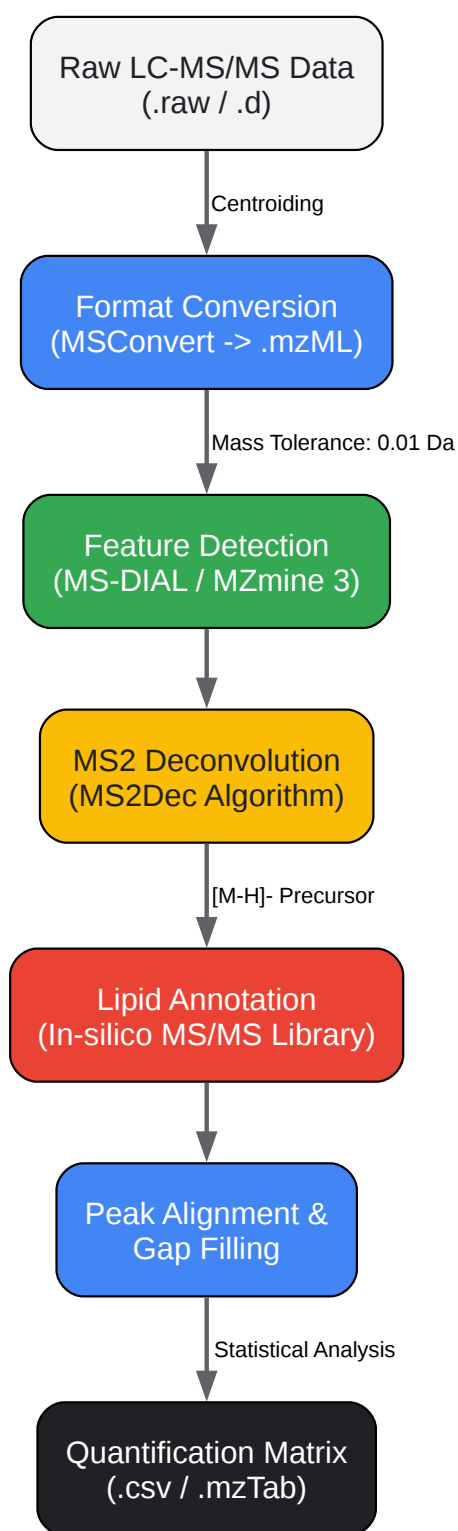 Raw LC-MS/MS Data
(.raw / .d)
Centroiding
Format Conversion
(MSConvert -> .mzML)
Mass Tolerance: 0.01 Da
Feature Detection
(MS-DIAL / MZmine 3)
MS2 Deconvolution
(MS2Dec Algorithm)
[M-H]- Precursor
Lipid Annotation
(In-silico MS/MS Library)
Peak Alignment &
Gap Filling
Statistical Analysis
Quantification Matrix
(.csv / .mzTab)